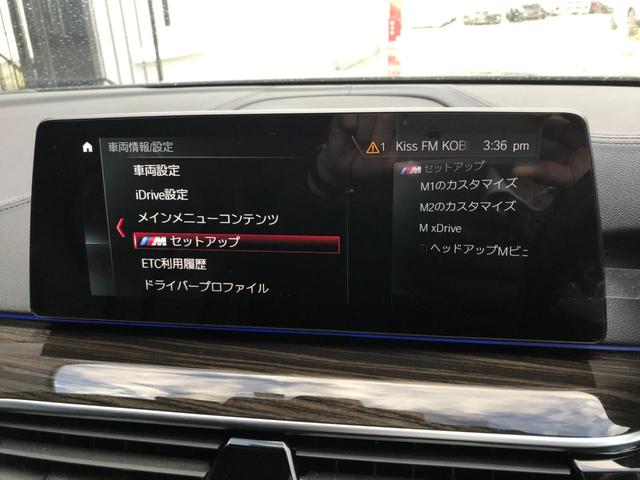 車両情報/設定
1 Kiss FM KOB
3:36 pm
車両設定
iDrive設定
メインメニューコンテンツ
M セットアップ
ETC利用履歴
ドライバープロファイル
M セットアップ
M1のカスタマイズ
M2のカスタマイズ
M xDrive
ヘッドアップMビュ